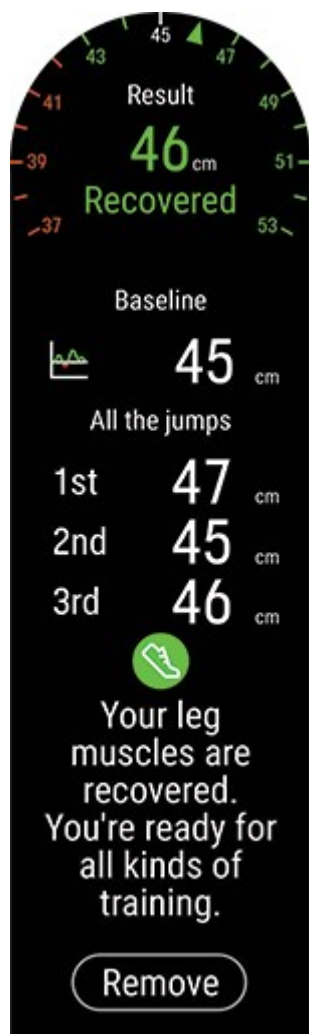 45
43
47
41
Result
49
39
46 cm
51
Recovered
37
53
Baseline
45 cm
All the jumps
1st 47 cm
2nd 45 cm
3rd 46 cm
Your leg
muscles are
recovered.
You're ready for
all kinds of
training.
Remove